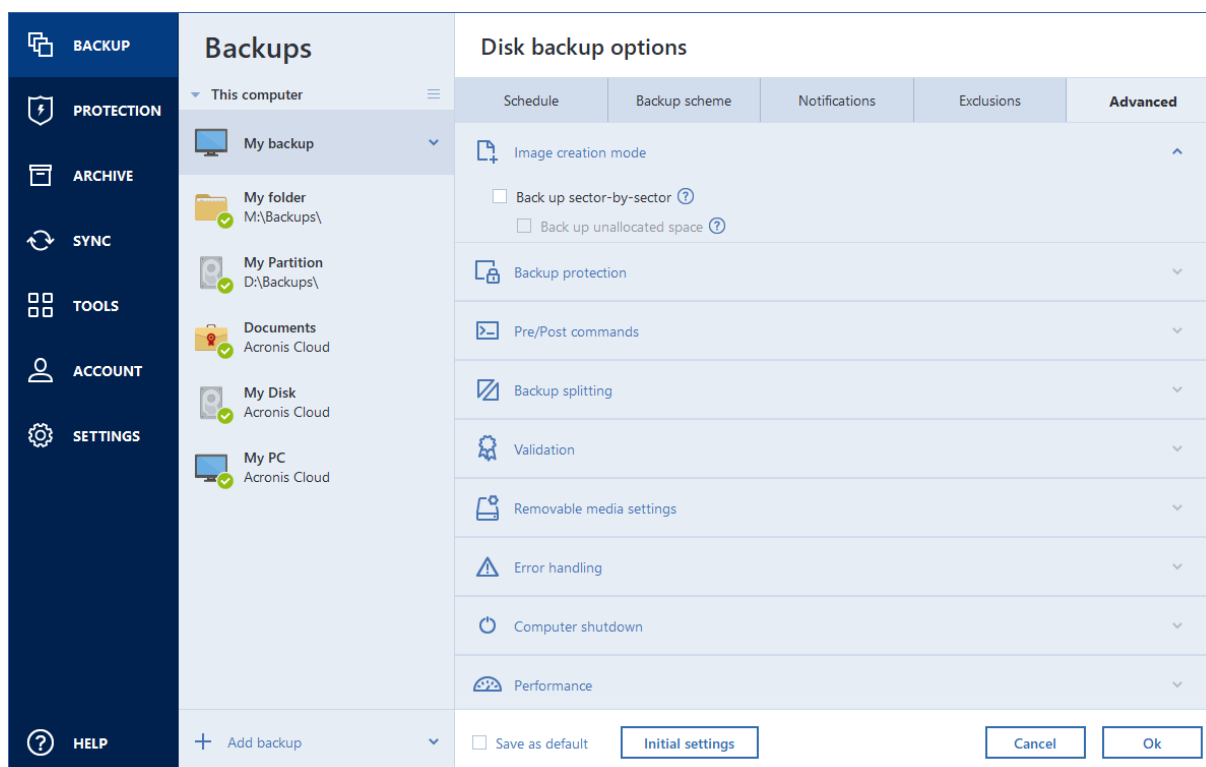 BACKUP
PROTECTION
ARCHIVE
SYNC
TOOLS
ACCOUNT
SETTINGS
HELP
Backups
This computer
My backup
My folder
M:\Backups\
My Partition
D:\Backups\
Documents
Acronis Cloud
My Disk
Acronis Cloud
My PC
Acronis Cloud
Add backup
Disk backup options
Schedule
Backup scheme
Notifications
Exclusions
Advanced
Image creation mode
Back up sector-by-sector ?
Back up unallocated space ?
Backup protection
Pre/Post commands
Backup splitting
Validation
Removable media settings
Error handling
Computer shutdown
Performance
Save as default
Initial settings
Cancel
Ok